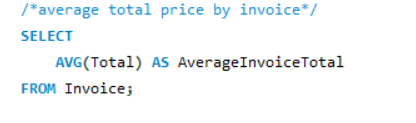 /*average total price by invoice*/
SELECT
AVG(Total) AS AverageInvoiceTotal
FROM Invoice;